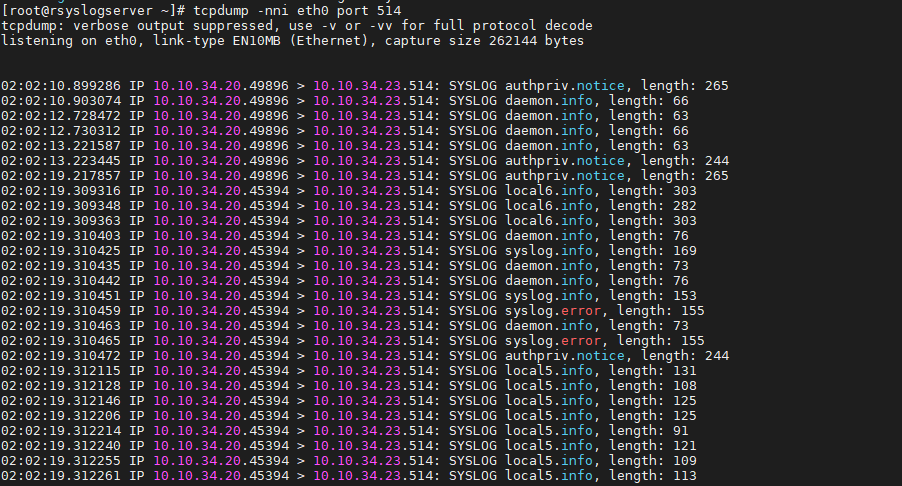 [root@rsyslogserver ~]# tcpdump -nni eth0 port 514
tcpdump: verbose output suppressed, use -v or -vv for full protocol decode
listening on eth0, link-type EN10MB (Ethernet), capture size 262144 bytes
02:02:10.899286 IP 10.10.34.20.49896 > 10.10.34.23.514: SYSLOG authpriv.notice, length: 265
02:02:10.903074 IP 10.10.34.20.49896 > 10.10.34.23.514: SYSLOG daemon.info, length: 66
02:02:12.728472 IP 10.10.34.20.49896 > 10.10.34.23.514: SYSLOG daemon.info, length: 63
02:02:12.730312 IP 10.10.34.20.49896 > 10.10.34.23.514: SYSLOG daemon.info, length: 66
02:02:13.221587 IP 10.10.34.20.49896 > 10.10.34.23.514: SYSLOG daemon.info, length: 63
02:02:13.223445 IP 10.10.34.20.49896 > 10.10.34.23.514: SYSLOG authpriv.notice, length: 244
02:02:19.217857 IP 10.10.34.20.49896 > 10.10.34.23.514: SYSLOG authpriv.notice, length: 265
02:02:19.309316 IP 10.10.34.20.45394 > 10.10.34.23.514: SYSLOG local6.info, length: 303
02:02:19.309348 IP 10.10.34.20.45394 > 10.10.34.23.514: SYSLOG local6.info, length: 282
02:02:19.309363 IP 10.10.34.20.45394 > 10.10.34.23.514: SYSLOG local6.info, length: 303
02:02:19.310403 IP 10.10.34.20.45394 > 10.10.34.23.514: SYSLOG daemon.info, length: 76
02:02:19.310425 IP 10.10.34.20.45394 > 10.10.34.23.514: SYSLOG syslog.info, length: 169
02:02:19.310435 IP 10.10.34.20.45394 > 10.10.34.23.514: SYSLOG daemon.info, length: 73
02:02:19.310442 IP 10.10.34.20.45394 > 10.10.34.23.514: SYSLOG daemon.info, length: 76
02:02:19.310451 IP 10.10.34.20.45394 > 10.10.34.23.514: SYSLOG syslog.info, length: 153
02:02:19.310459 IP 10.10.34.20.45394 > 10.10.34.23.514: SYSLOG syslog.error, length: 155
02:02:19.310463 IP 10.10.34.20.45394 > 10.10.34.23.514: SYSLOG daemon.info, length: 73
02:02:19.310465 IP 10.10.34.20.45394 > 10.10.34.23.514: SYSLOG syslog.error, length: 155
02:02:19.310472 IP 10.10.34.20.45394 > 10.10.34.23.514: SYSLOG authpriv.notice, length: 244
02:02:19.312115 IP 10.10.34.20.45394 > 10.10.34.23.514: SYSLOG local5.info, length: 131
02:02:19.312128 IP 10.10.34.20.45394 > 10.10.34.23.514: SYSLOG local5.info, length: 108
02:02:19.312146 IP 10.10.34.20.45394 > 10.10.34.23.514: SYSLOG local5.info, length: 125
02:02:19.312206 IP 10.10.34.20.45394 > 10.10.34.23.514: SYSLOG local5.info, length: 125
02:02:19.312214 IP 10.10.34.20.45394 > 10.10.34.23.514: SYSLOG local5.info, length: 91
02:02:19.312240 IP 10.10.34.20.45394 > 10.10.34.23.514: SYSLOG local5.info, length: 121
02:02:19.312255 IP 10.10.34.20.45394 > 10.10.34.23.514: SYSLOG local5.info, length: 109
02:02:19.312261 IP 10.10.34.20.45394 > 10.10.34.23.514: SYSLOG local5.info, length: 113